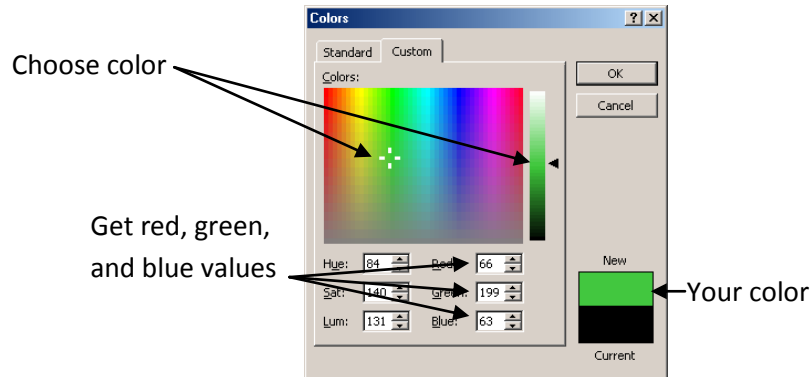 Colors
Standard Custom
Choose color
Colors:
OK
Cancel
Get red, green,
and blue values
Hue: 84 Red: 66
Sat: 140 Green: 199
Lum: 131 Blue: 63
New
Your color
Current